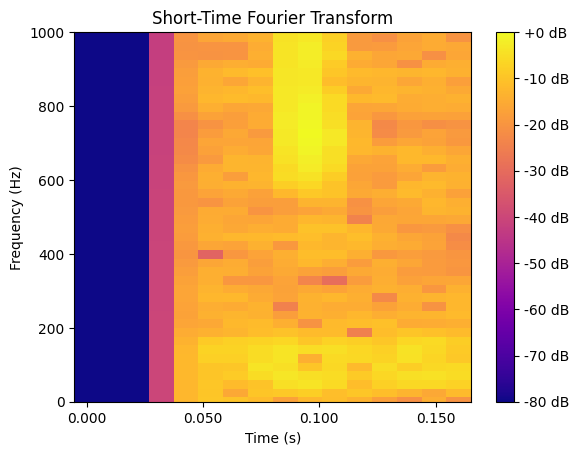 Short-Time Fourier Transform
1000
800
600
400
200
0
Frequency (Hz)
0.000
0.050
0.100
0.150
Time (s)
+0 dB
-10 dB
-20 dB
-30 dB
-40 dB
-50 dB
-60 dB
-70 dB
-80 dB